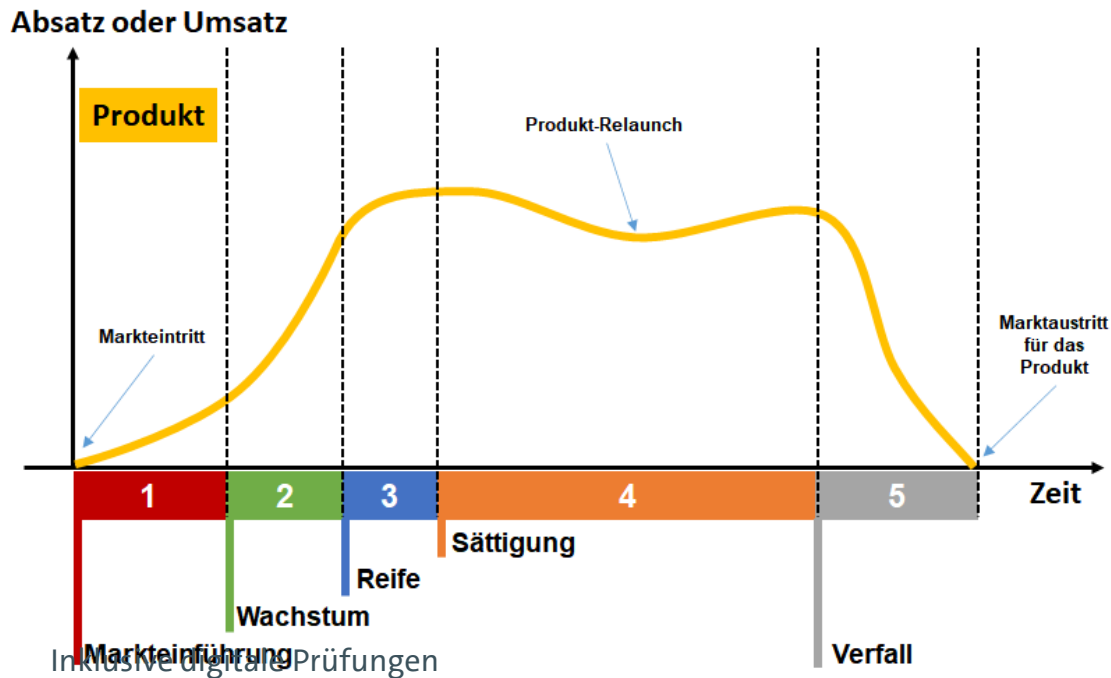 Absatz oder Umsatz
Produkt
Produkt-Relaunch
Markteintritt
Marktaustritt
für das
Produkt
1 2 3 4 5
Zeit
Sättigung
Reife
Wachstum
Markteinführung
Inklusive digitale Prüfungen
Verfall